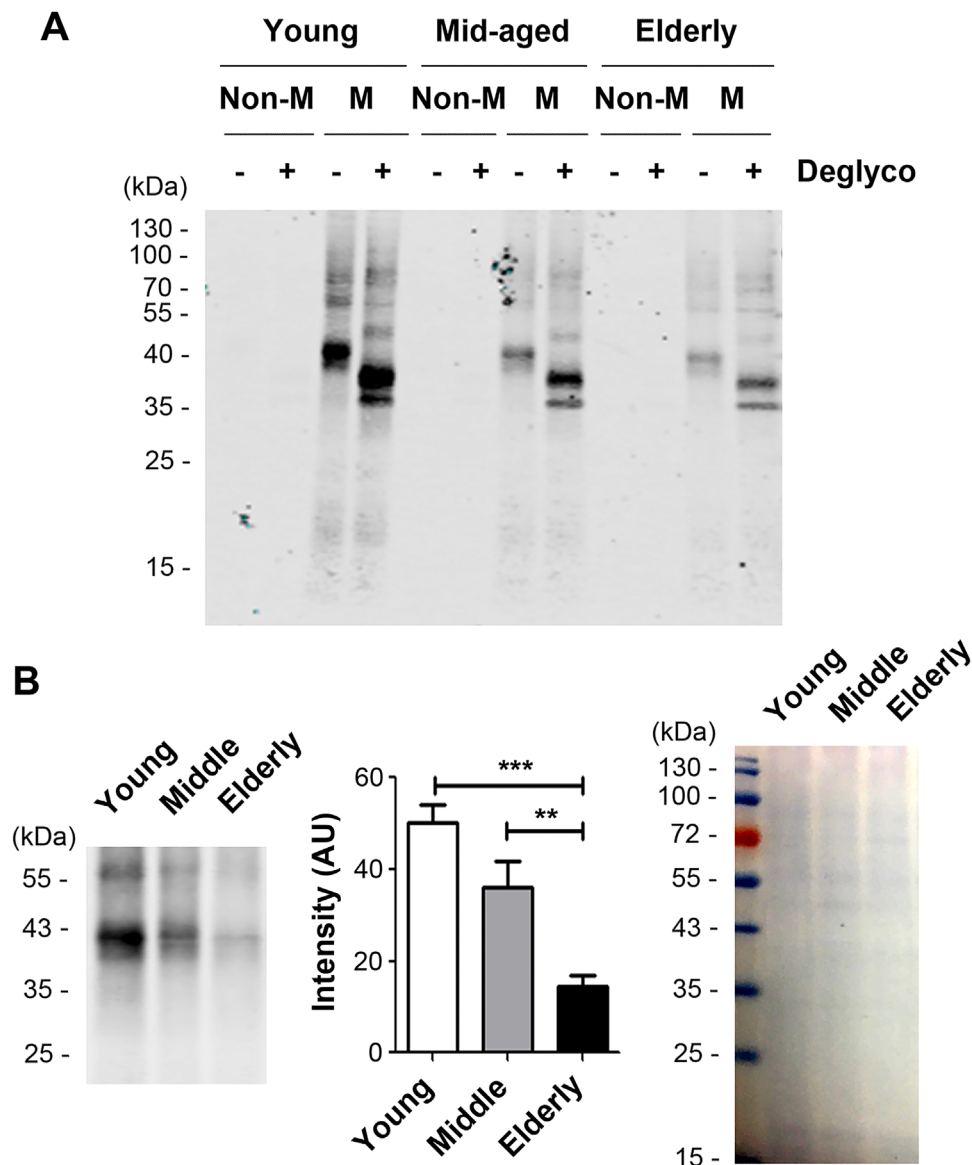 A
Young Mid-aged Elderly
Non-M M Non-M M Non-M M
- + - + - + - + - + - + Deglyco
(kDa)
130 -
100 -
70 -
55 -
40 -
35 -
25 -
15 -
B
Young Middle Elderly
(kDa)
55 -
43 -
35 -
25 -
60
40
20
0
Intensity (AU)
***
**
Young Middle Elderly
Young Middle Elderly
(kDa)
130 -
100 -
72 -
55 -
43 -
35 -
25 -
15 -